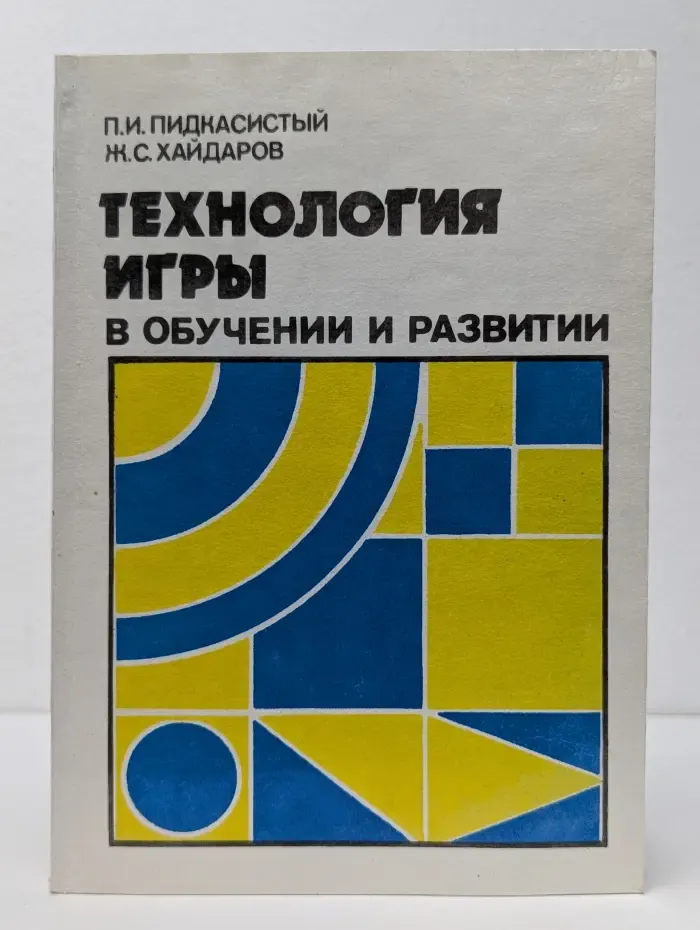 П.И. ПИДКАСИСТЫЙ
Ж.С. ХАЙДАРОВ
ТЕХНОЛОГИЯ
ИГРЫ
В ОБУЧЕНИИ И РАЗВИТИИ